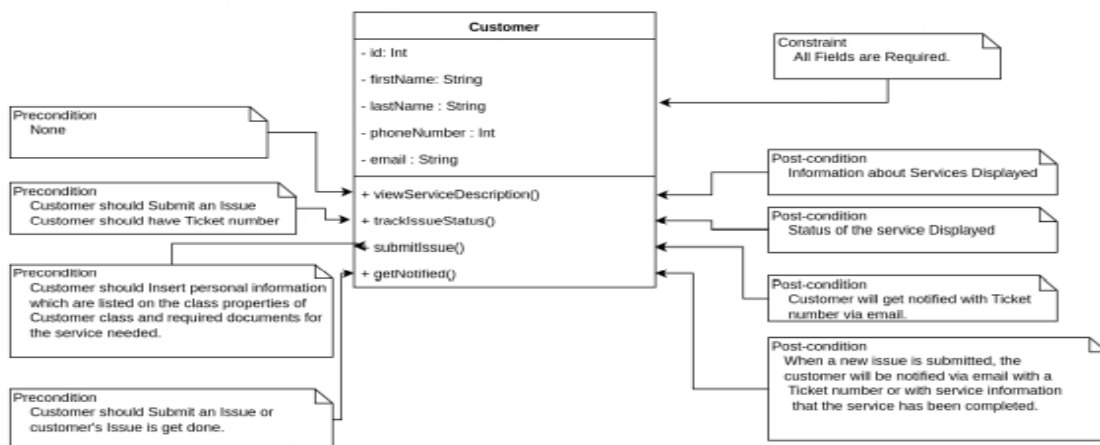 Customer
- id: Int
- firstName: String
- lastName : String
- phoneNumber : Int
- email : String
+ viewServiceDescription()
+ trackIssueStatus()
+ submitIssue()
+ getNotified()
Constraint
All Fields are Required.
Precondition
None
Precondition
Customer should Submit an Issue
Customer should have Ticket number
Precondition
Customer should Insert personal information
which are listed on the class properties of
Customer class and required documents for
the service needed.
Precondition
Customer should Submit an Issue or
customer's Issue is get done.
Post-condition
Information about Services Displayed
Post-condition
Status of the service Displayed
Post-condition
Customer will get notified with Ticket
number via email.
Post-condition
When a new issue is submitted, the
customer will be notified via email with a
Ticket number or with service information
that the service has been completed.